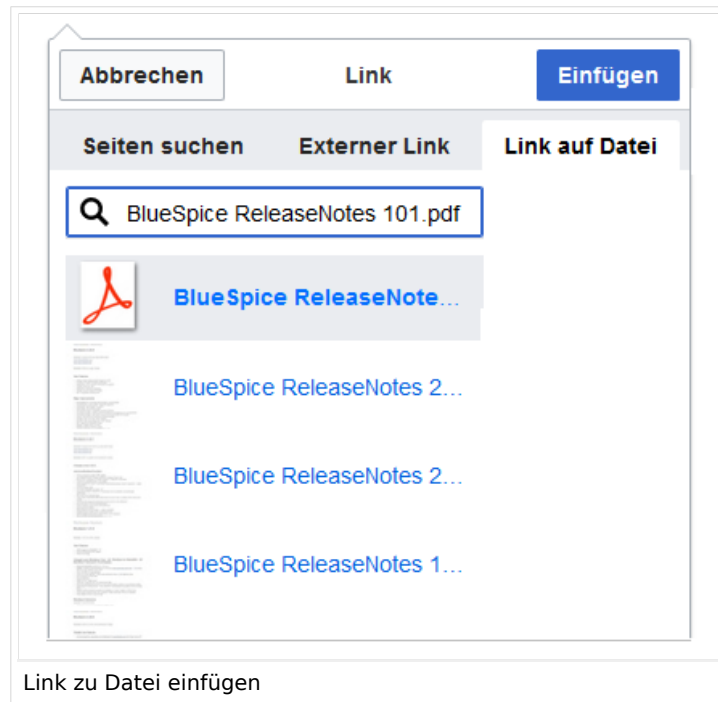 Abbrechen Link Einfügen
Seiten suchen Externer Link Link auf Datei
BlueSpice ReleaseNotes 101.pdf
BlueSpice ReleaseNote...
BlueSpice ReleaseNotes 2...
BlueSpice ReleaseNotes 2...
BlueSpice ReleaseNotes 1...
Link zu Datei einfügen